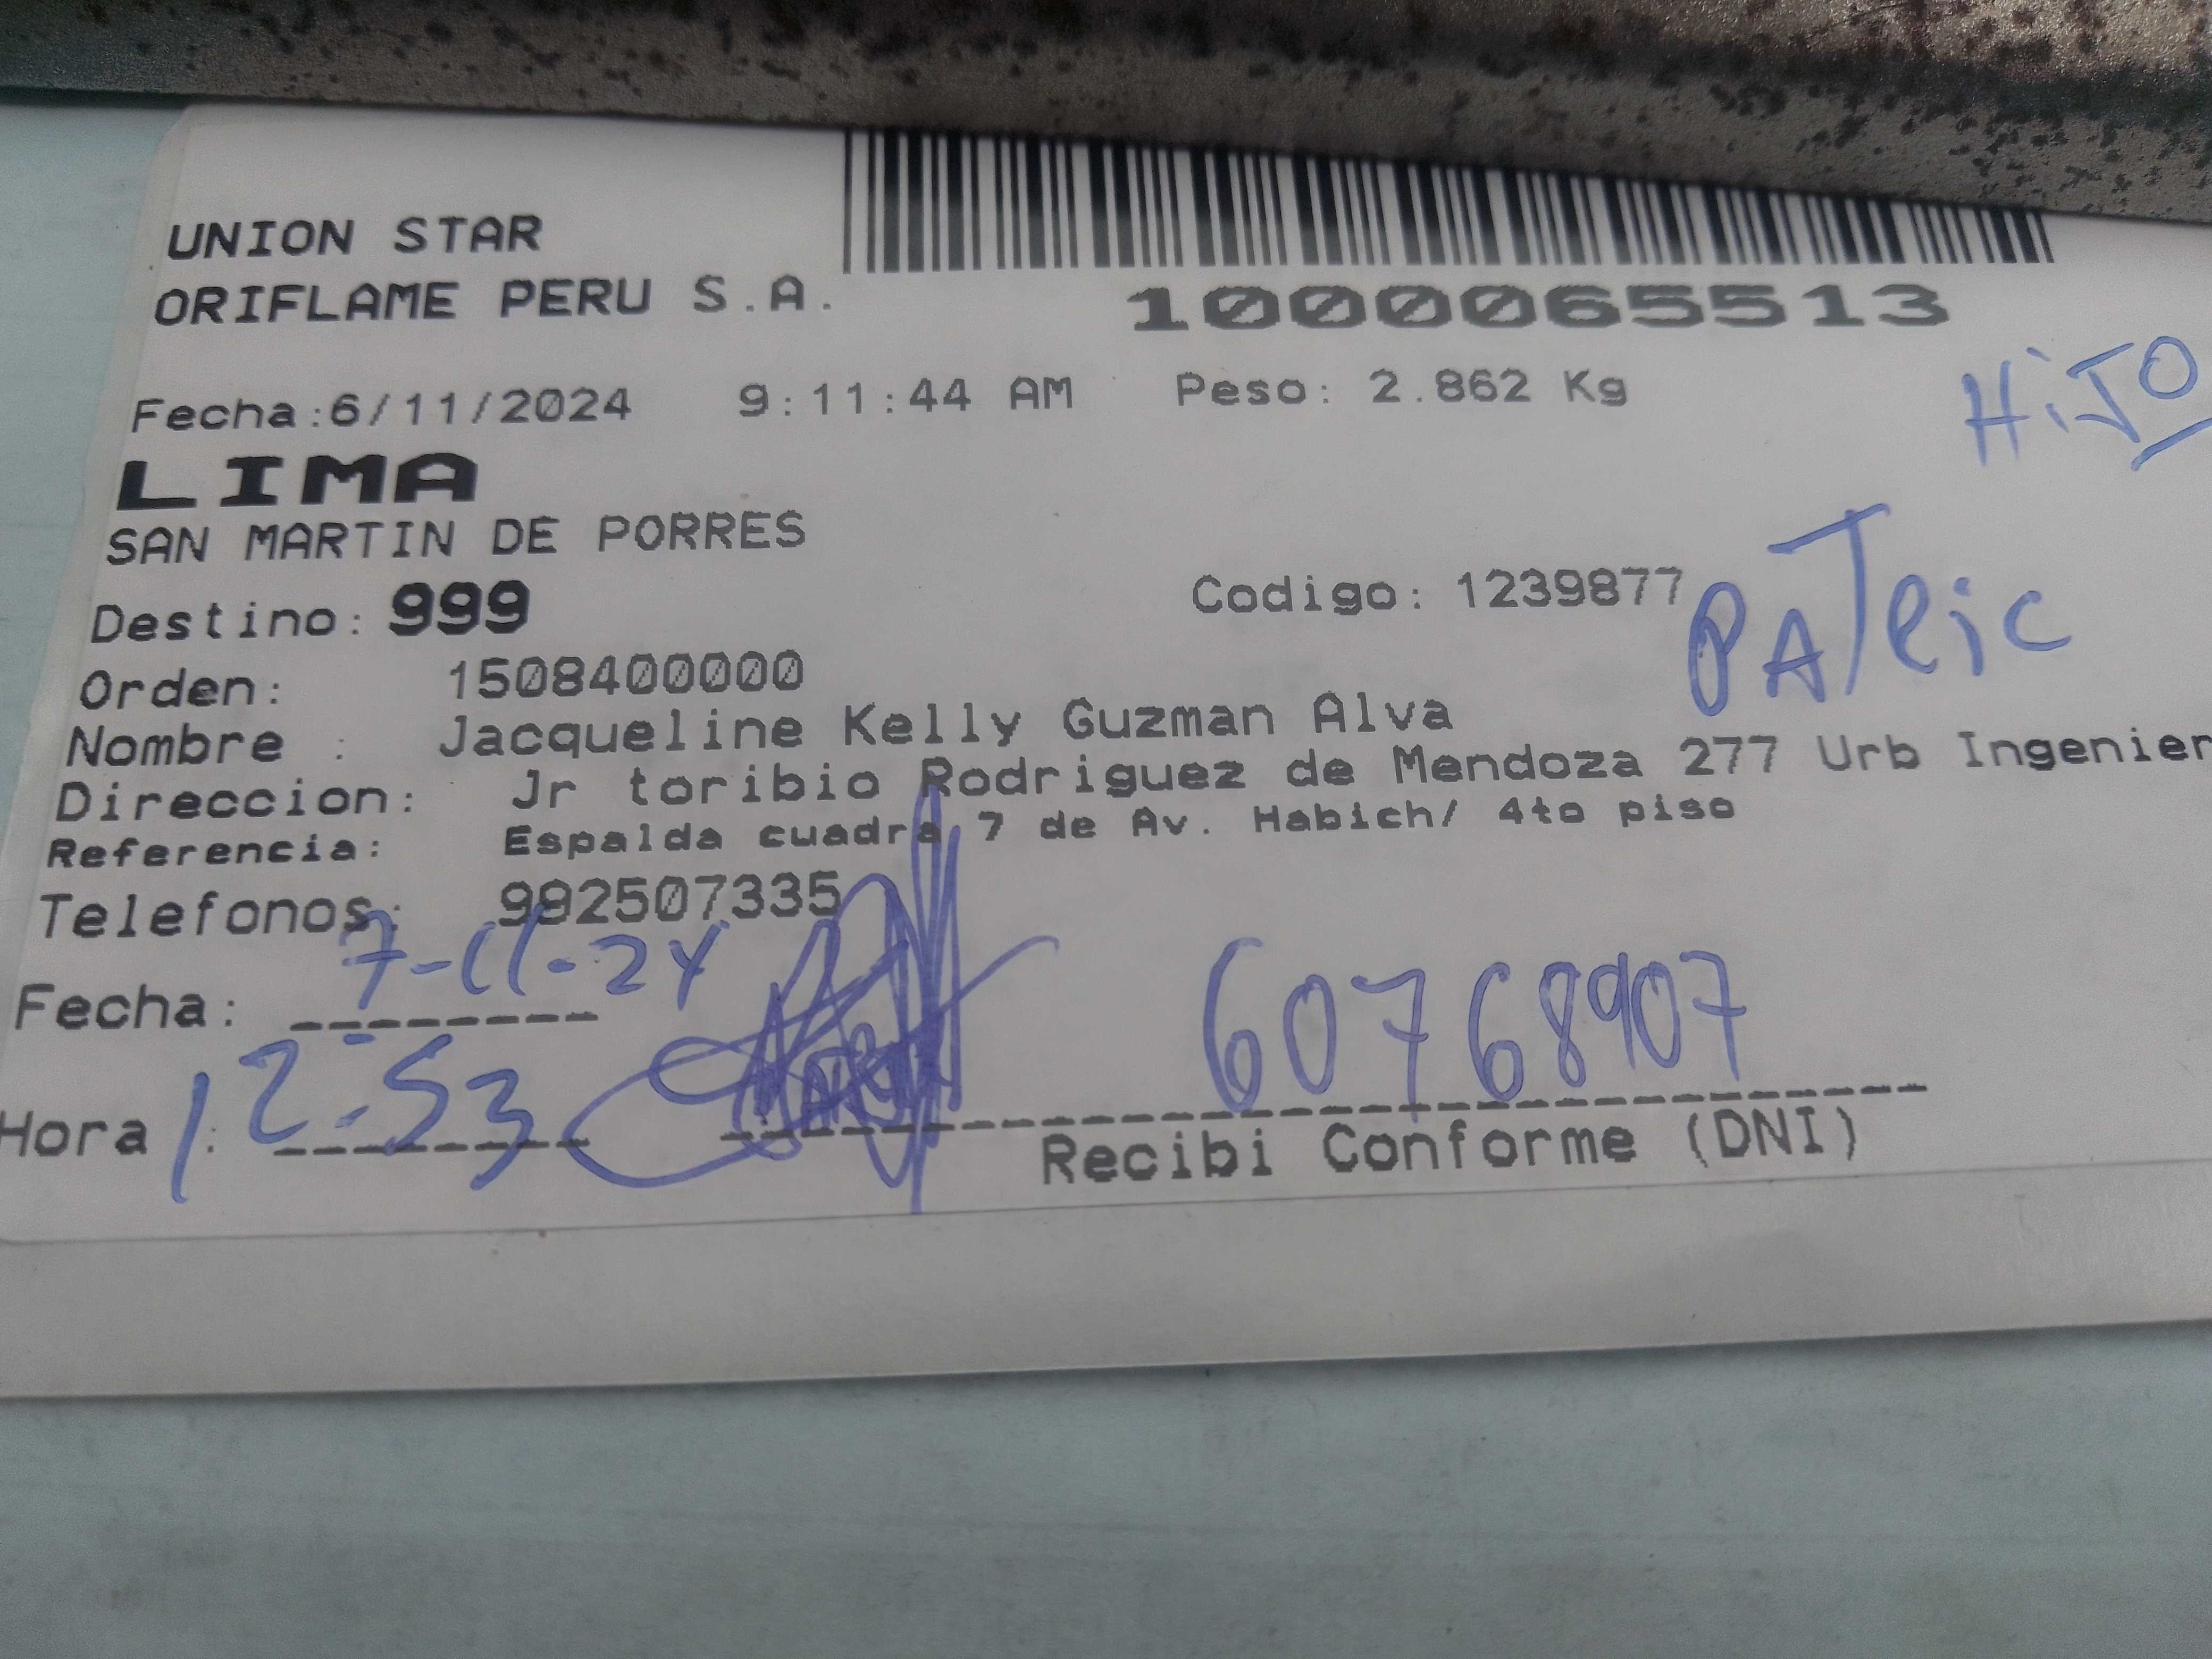 UNION STAR
ORIFLAME PERU S.A.
1000065513
Fecha:6/11/2024 9:11:44 AM Peso: 2.862 Kg
HiJO
LIMA
SAN MARTIN DE PORRES
Destino: 999 Codigo: 1239877
PATRic
Orden: 1508400000
Nombre : Jacqueline Kelly Guzman Alva
Direccion: Jr toribio Rodriguez de Mendoza 277 Urb Ingenier
Referencia: Espalda cuadra 7 de Av. Habich/ 4to piso
Telefonos: 992507335
Fecha: 7-11-24
60768907
Hora : 12.53
Recibi Conforme (DNI)